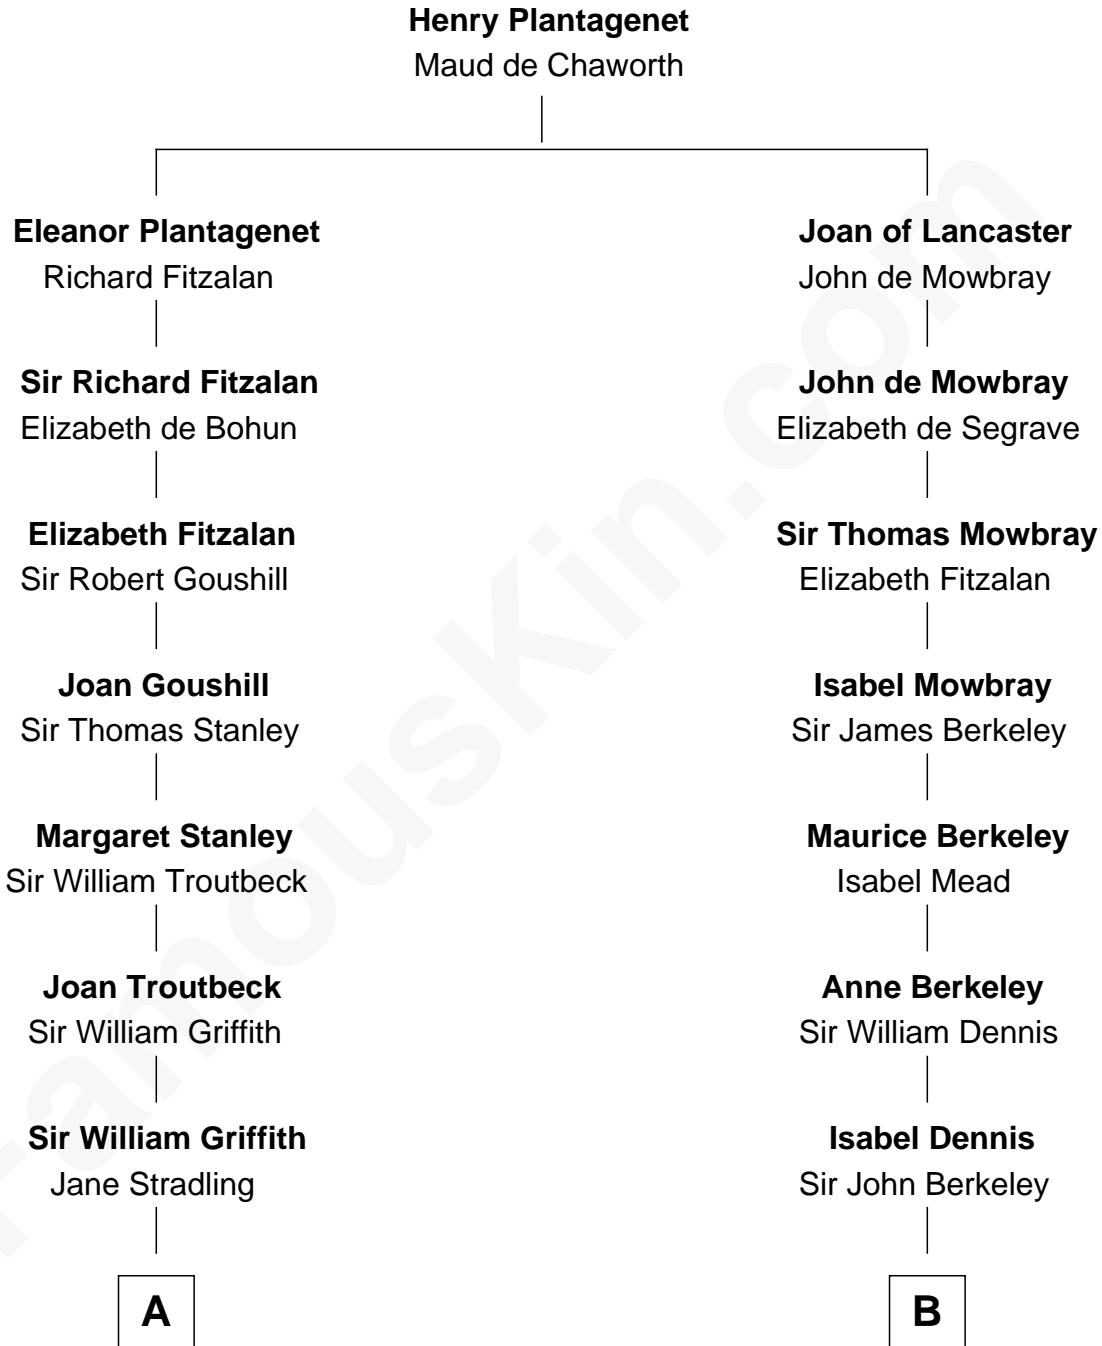 Henry Plantagenet
Maud de Chaworth
Eleanor Plantagenet
Richard Fitzalan
Joan of Lancaster
John de Mowbray
Sir Richard Fitzalan
Elizabeth de Bohun
John de Mowbray
Elizabeth de Segrave
Elizabeth Fitzalan
Sir Robert Goushill
Sir Thomas Mowbray
Elizabeth Fitzalan
Joan Goushill
Sir Thomas Stanley
Isabel Mowbray
Sir James Berkeley
Margaret Stanley
Sir William Troutbeck
Maurice Berkeley
Isabel Mead
Joan Troutbeck
Sir William Griffith
Anne Berkeley
Sir William Dennis
Sir William Griffith
Jane Stradling
Isabel Dennis
Sir John Berkeley
A
B
FamousKin.com